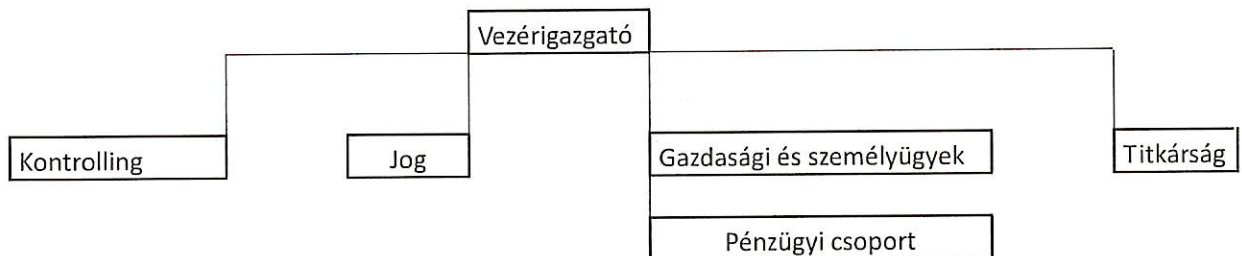 Vezérigazgató
Kontrolling
Jog
Gazdasági és személyügyek
Titkárság
Pénzügyi csoport